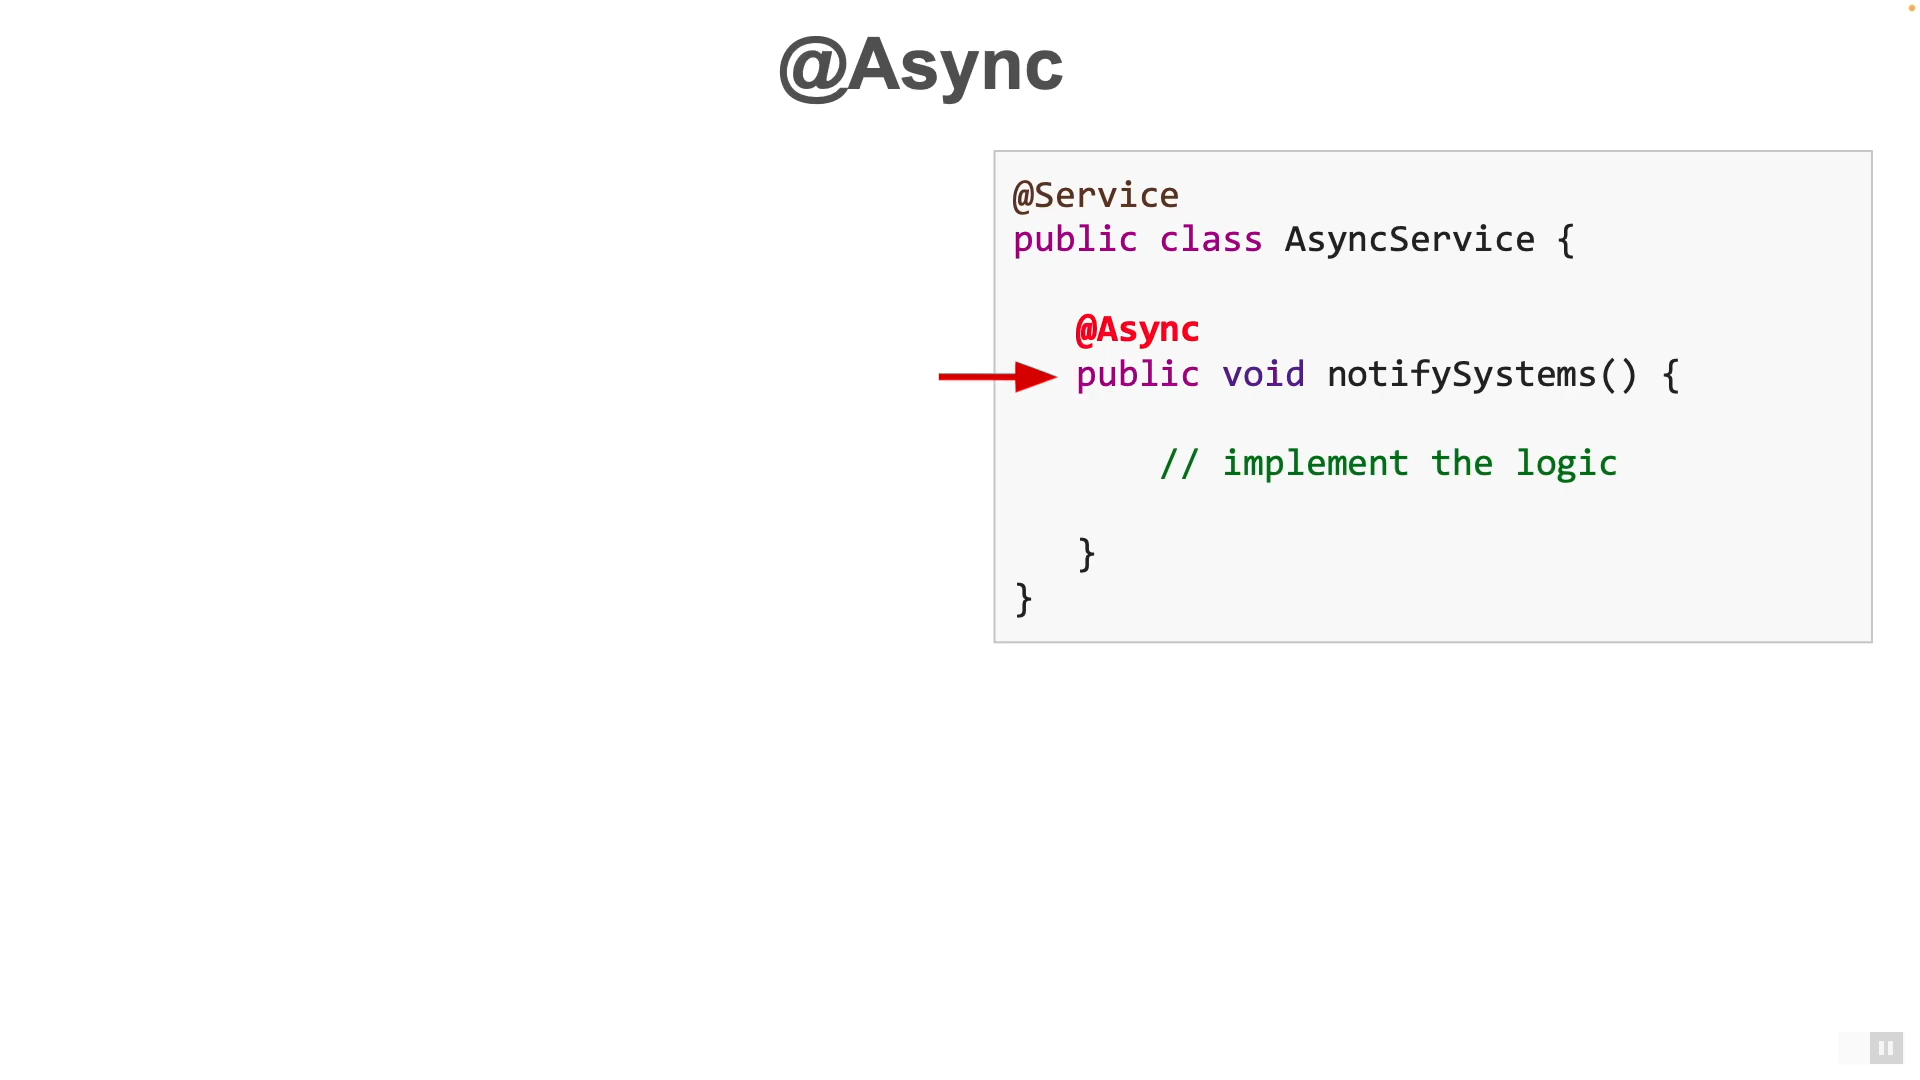 @Async
@Service
public class AsyncService {
@Async
public void notifySystems() {
// implement the logic
}
}